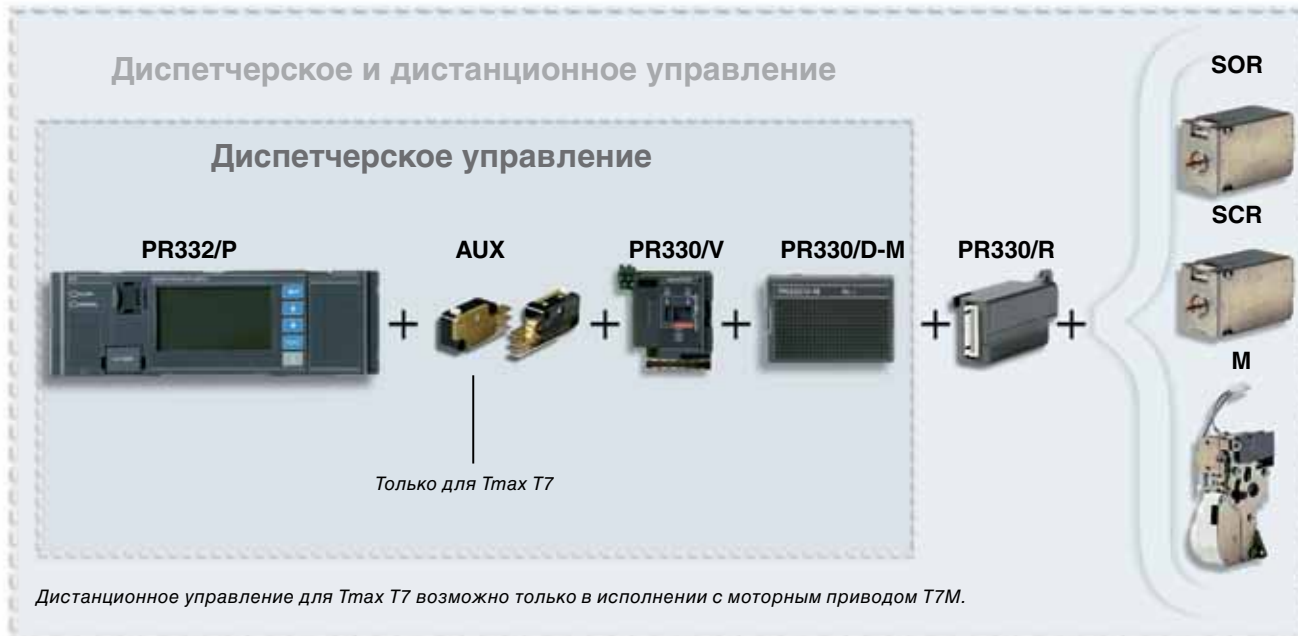 Диспетчерское и дистанционное управление
Диспетчерское управление
PR332/P
AUX
PR330/V
PR330/D-M
PR330/R
SOR
SCR
M
+
+
+
+
+
Только для Tmax T7
Дистанционное управление для Tmax T7 возможно только в исполнении с моторным приводом T7M.